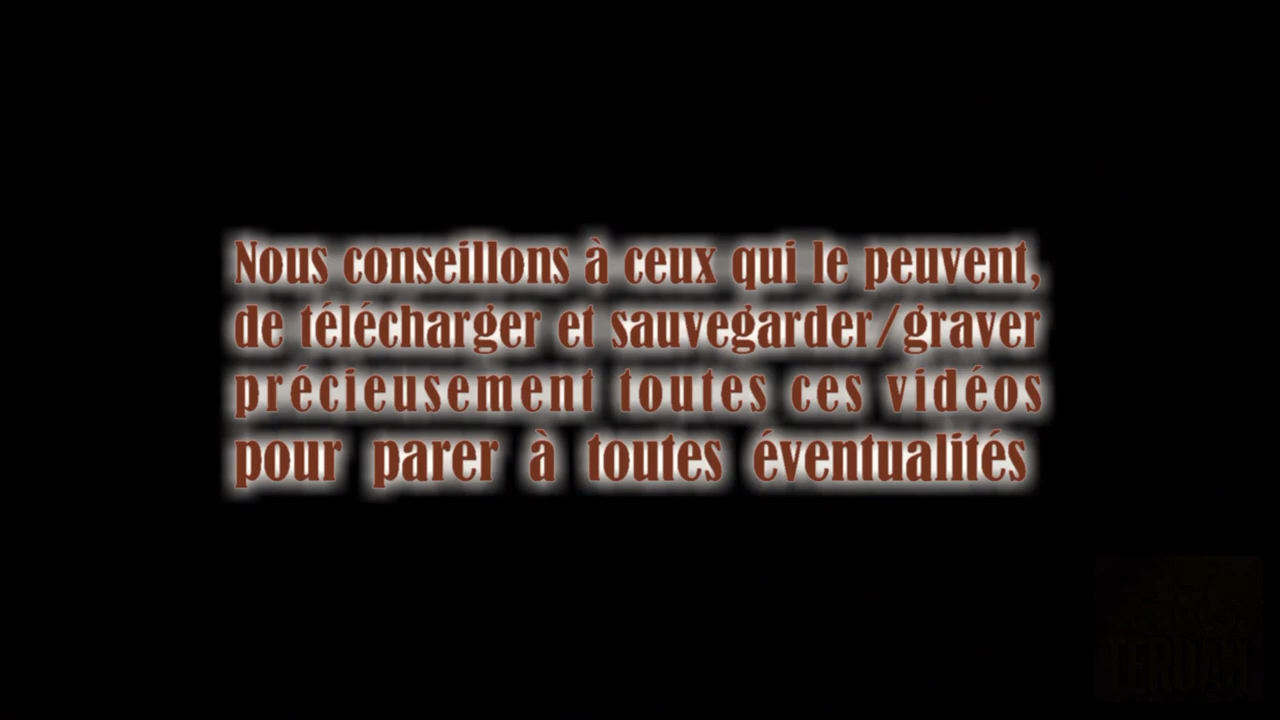 Nous conseillons à ceux qui le peuvent,
de télécharger et sauvegarder/graver
précieusement toutes ces vidéos
pour parer à toutes éventualités
TERUAH